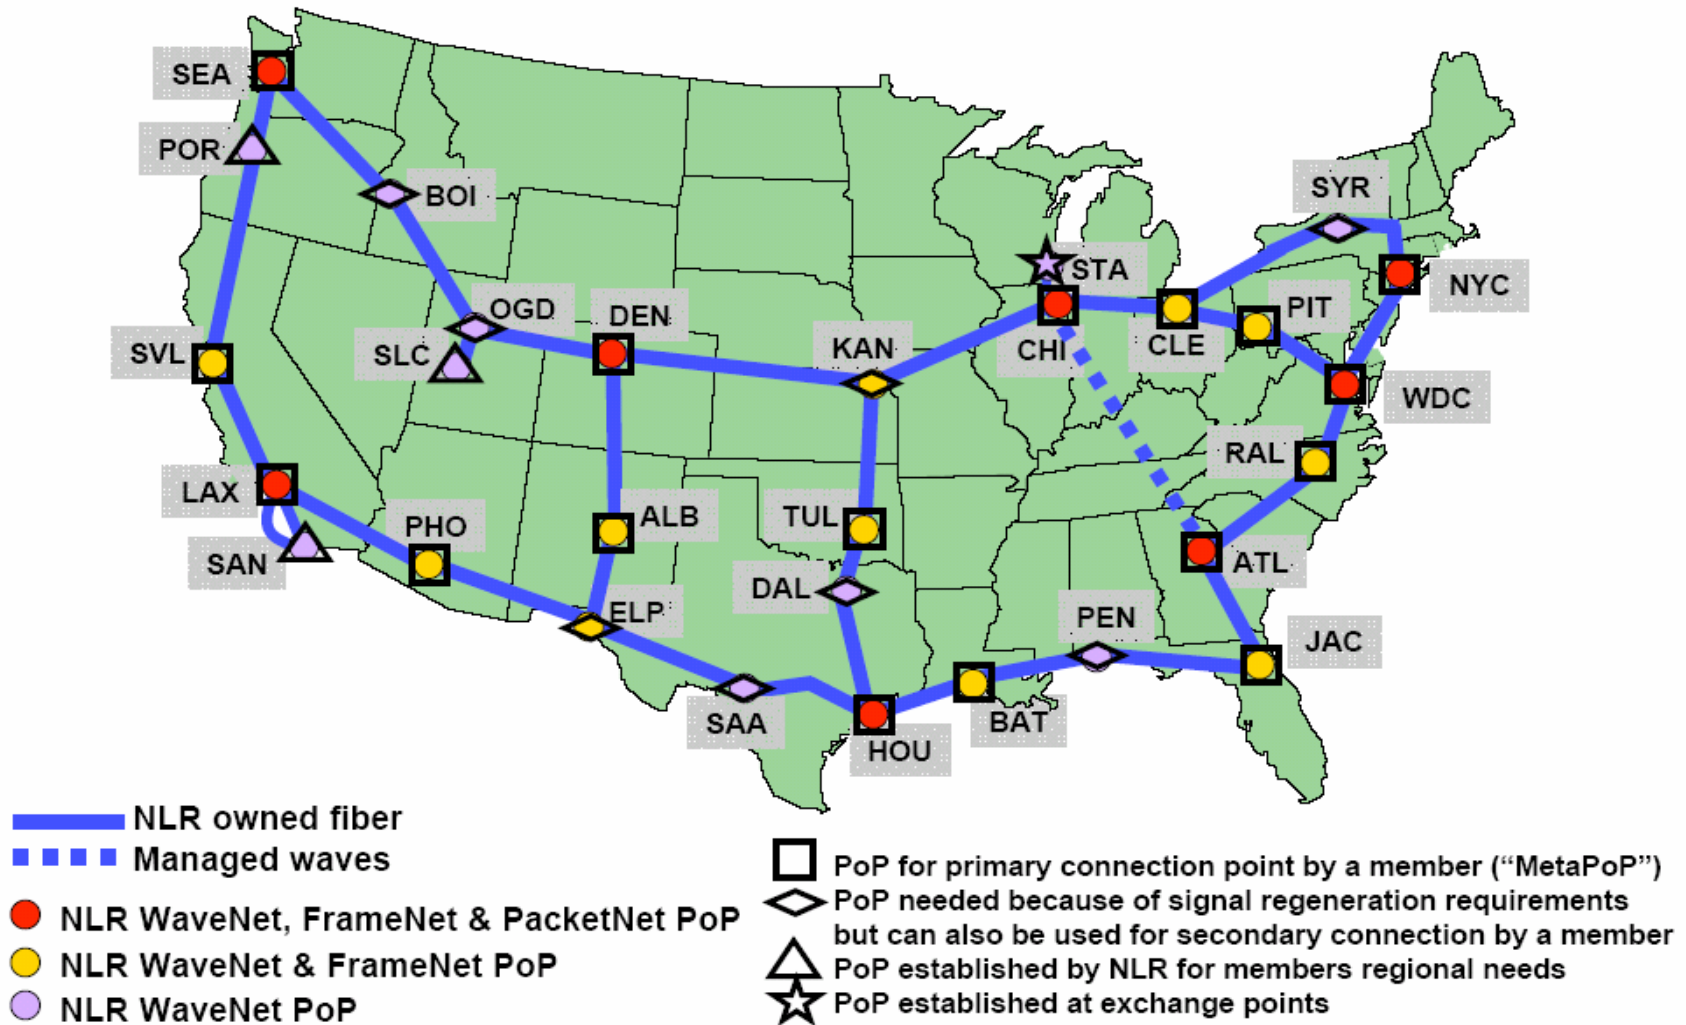 SEA
POR
BOI
SYR
STA
NYC
OGD
DEN
PIT
SVL
SLC
KAN
CHI
CLE
WDC
RAL
LAX
PHO
ALB
TUL
SAN
ATL
DAL
ELP
PEN
JAC
SAA
BAT
HOU
NLR owned fiber
Managed waves
NLR WaveNet, FrameNet & PacketNet PoP
NLR WaveNet & FrameNet PoP
NLR WaveNet PoP
PoP for primary connection point by a member (“MetaPoP”)
PoP needed because of signal regeneration requirements
but can also be used for secondary connection by a member
PoP established by NLR for members regional needs
PoP established at exchange points